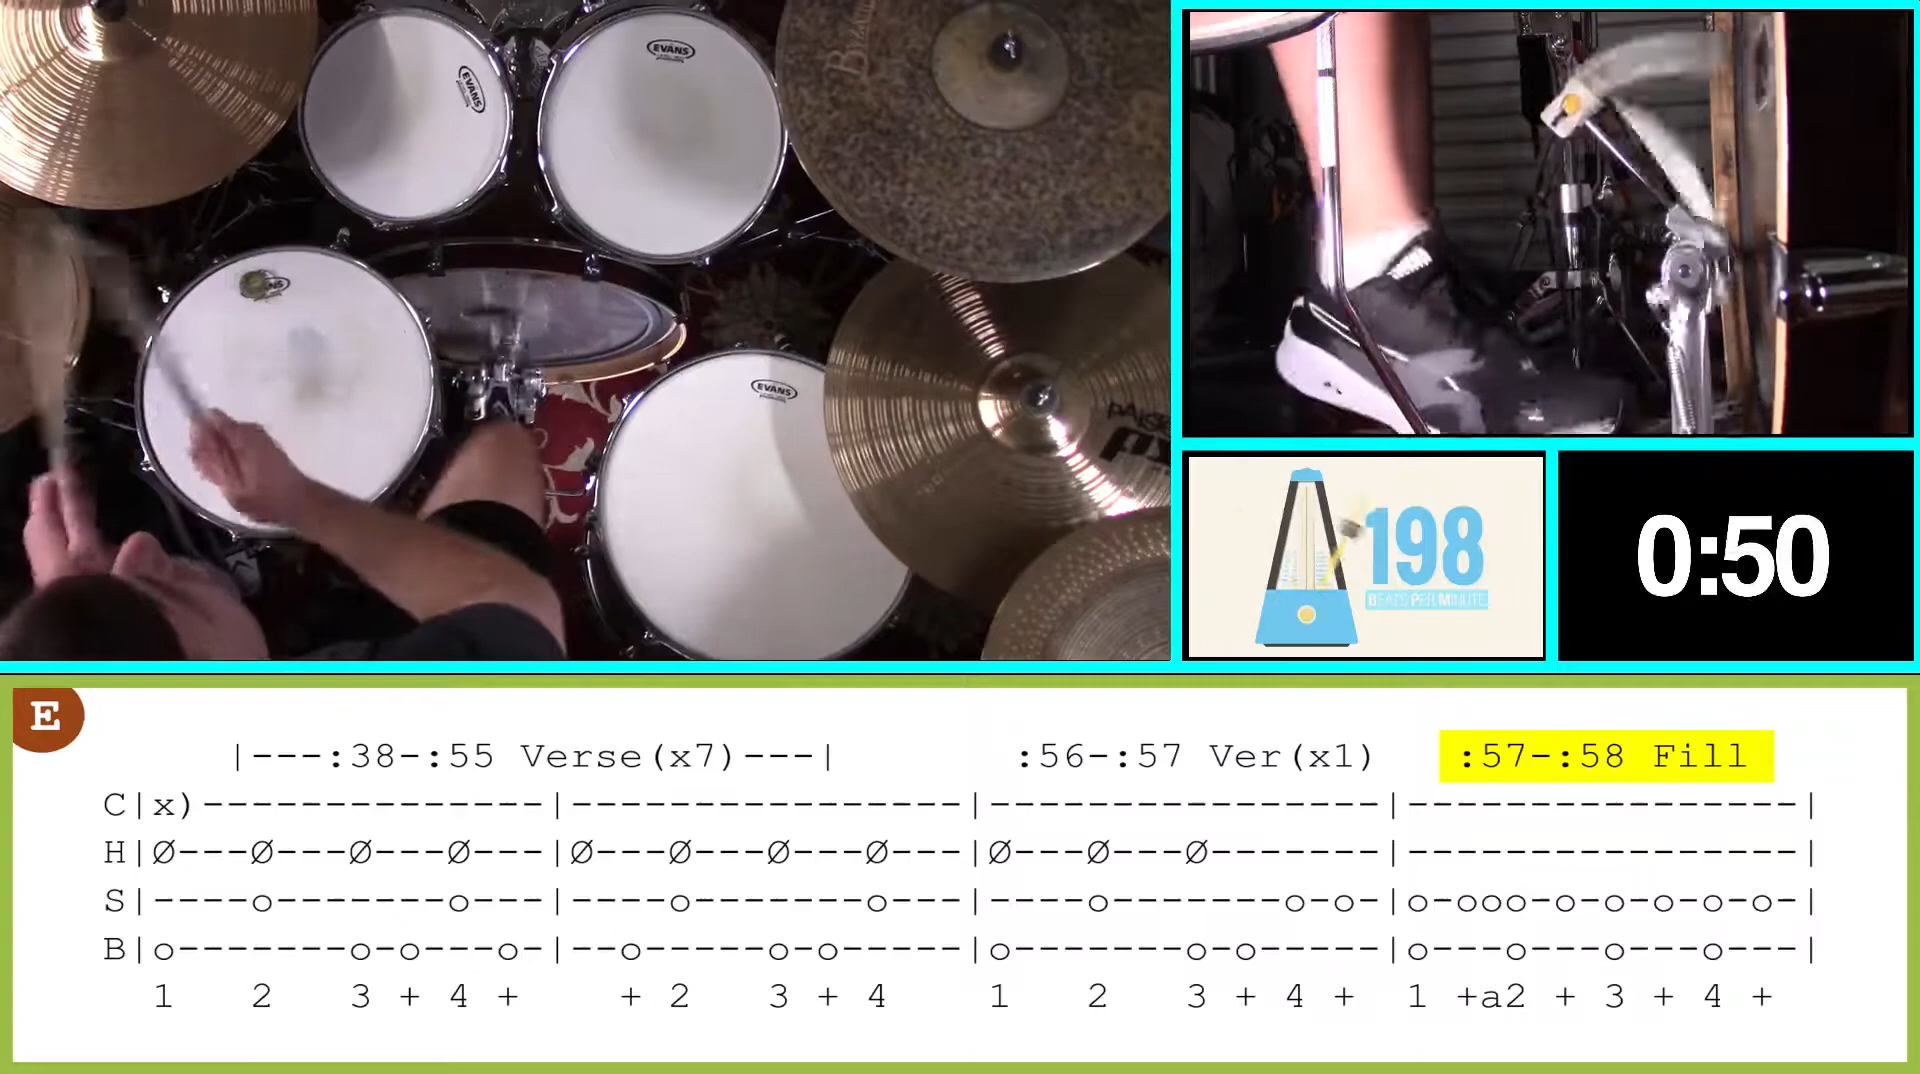 EVANS
EVANS
EVANS
PAISTE
198
BEATS PER MINUTE
0:50
E
|---:38-:55 Verse(x7)---| :56-:57 Ver(x1) :57-:58 Fill
C|x)--------------|----------------|----------------|----------------|
H|Ø---Ø---Ø---Ø---|Ø---Ø---Ø---Ø---|Ø---Ø---Ø-------|----------------|
S|----o-------o---|----o-------o---|----o-------o-o-|o-ooo-o-o-o-o-o-|
B|o-------o-o---o-|--o-----o-o-----|o-------o-o-----|o---o---o---o---|
1 2 3 + 4 + + 2 3 + 4 1 2 3 + 4 + 1 +a2 + 3 + 4 +